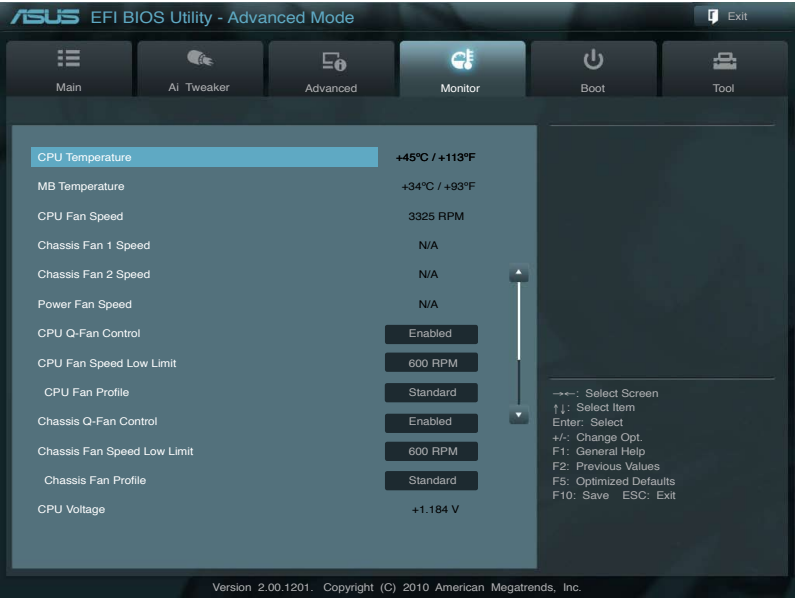 ASUS EFI BIOS Utility - Advanced Mode
Exit
Main
Ai Tweaker
Advanced
Monitor
Boot
Tool
CPU Temperature +45ºC / +113ºF
MB Temperature +34ºC / +93ºF
CPU Fan Speed 3325 RPM
Chassis Fan 1 Speed N/A
Chassis Fan 2 Speed N/A
Power Fan Speed N/A
CPU Q-Fan Control Enabled
CPU Fan Speed Low Limit 600 RPM
CPU Fan Profile Standard
Chassis Q-Fan Control Enabled
Chassis Fan Speed Low Limit 600 RPM
Chassis Fan Profile Standard
CPU Voltage +1.184 V
→←: Select Screen
↑↓: Select Item
Enter: Select
+/-: Change Opt.
F1: General Help
F2: Previous Values
F5: Optimized Defaults
F10: Save ESC: Exit
Version 2.00.1201. Copyright (C) 2010 American Megatrends, Inc.